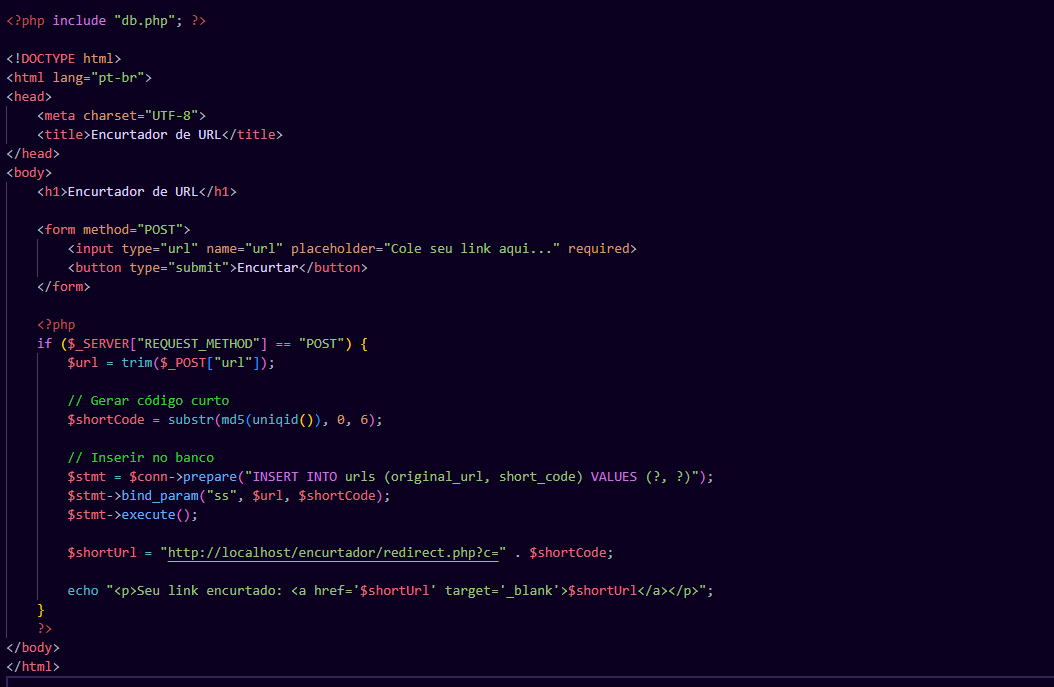 <?php include "db.php"; ?>
<!DOCTYPE html>
<html lang="pt-br">
<head>
    <meta charset="UTF-8">
    <title>Encurtador de URL</title>
</head>
<body>
    <h1>Encurtador de URL</h1>
    <form method="POST">
        <input type="url" name="url" placeholder="Cole seu link aqui..." required>
        <button type="submit">Encurtar</button>
    </form>
    <?php
    if ($_SERVER["REQUEST_METHOD"] == "POST") {
        $url = trim($_POST["url"]);
        // Gerar código curto
        $shortCode = substr(md5(uniqid()), 0, 6);
        // Inserir no banco
        $stmt = $conn->prepare("INSERT INTO urls (original_url, short_code) VALUES (?, ?)");
        $stmt->bind_param("ss", $url, $shortCode);
        $stmt->execute();
        $shortUrl = "http://localhost/encurtador/redirect.php?c=" . $shortCode;
        echo "<p>Seu link encurtado: <a href='$shortUrl' target='_blank'>$shortUrl</a></p>";
    }
    ?>
</body>
</html>